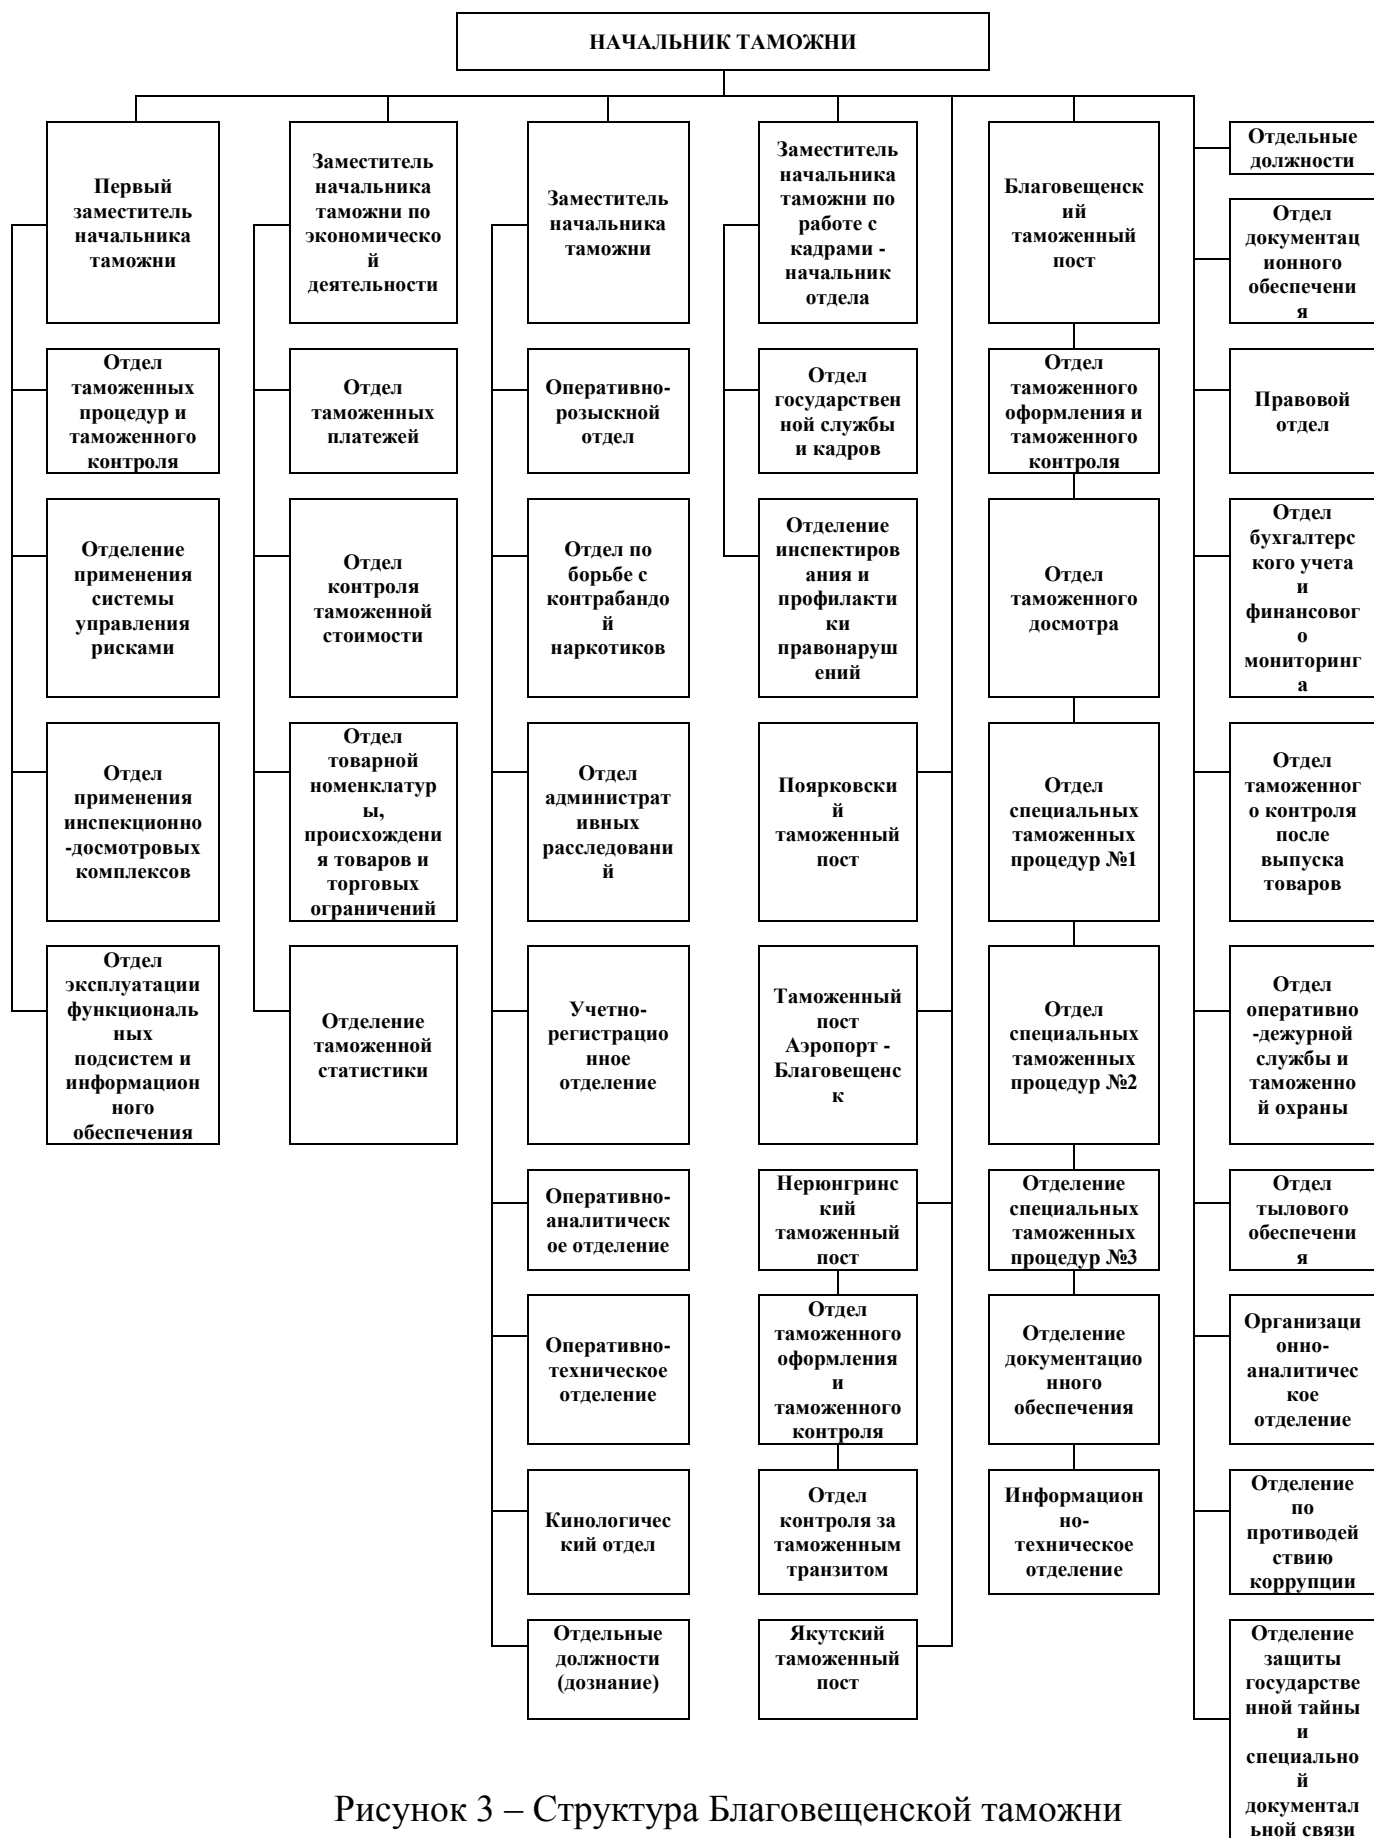 НАЧАЛЬНИК ТАМОЖНИ
Первый
заместитель
начальника
таможни
Отдел
таможенных
процедур и
таможенного
контроля
Отделение
применения
системы
управления
рисками
Отдел
применения
инспекционно
-досмотровых
комплексов
Отдел
эксплуатации
функциональ
ных
подсистем и
информацион
ного
обеспечения
Заместитель
начальника
таможни по
экономическо
й
деятельности
Отдел
таможенных
платежей
Отдел
контроля
таможенной
стоимости
Отдел
товарной
номенклатур
ы,
происхождени
я товаров и
торговых
ограничений
Отделение
таможенной
статистики
Заместитель
начальника
таможни
Оперативно-
розыскной
отдел
Отдел по
борьбе с
контрабандо
й
наркотиков
Отдел
административ
ивных
расследовани
й
Учетно-
регистрацио
нное
отделение
Оперативно-
аналитическ
ое отделение
Оперативно-
техническое
отделение
Кинологичес
кий отдел
Отдельные
должности
(дознание)
Заместитель
начальника
таможни по
работе с
кадрами -
начальник
отдела
Отдел
государствен
ной службы
и кадров
Отделение
инспектиров
ания и
профилакти
ки
правонаруш
ений
Поярковски
й
таможенный
пост
Таможенный
пост
Аэропорт -
Благовещенс
к
Нерюнгринс
кий
таможенный
пост
Отдел
таможенного
оформления
и
таможенного
контроля
Отдел
контроля за
таможенным
транзитом
Якутский
таможенный
пост
Благовещенск
ий
таможенный
пост
Отдел
таможенного
оформления и
таможенного
контроля
Отдел
таможенного
досмотра
Отдел
специальных
таможенных
процедур №1
Отдел
специальных
таможенных
процедур №2
Отделение
специальных
таможенных
процедур №3
Отделение
документацио
нного
обеспечения
Информацион
но-
техническое
отделение
Отдельные
должности
Отдел
документац
ионного
обеспечени
я
Правовой
отдел
Отдел
бухгалтерс
кого учета
и
финансовог
о
мониторинг
а
Отдел
таможенног
о контроля
после
выпуска
товаров
Отдел
оперативно
-дежурной
службы и
таможенно
й охраны
Отдел
тылового
обеспечени
я
Организаци
онно-
аналитичес
кое
отделение
Отделение
по
противодей
ствию
коррупции
Отделение
защиты
государстве
нной тайны
и
специально
й
документал
ьной связи
Рисунок 3 – Структура Благовещенской таможни